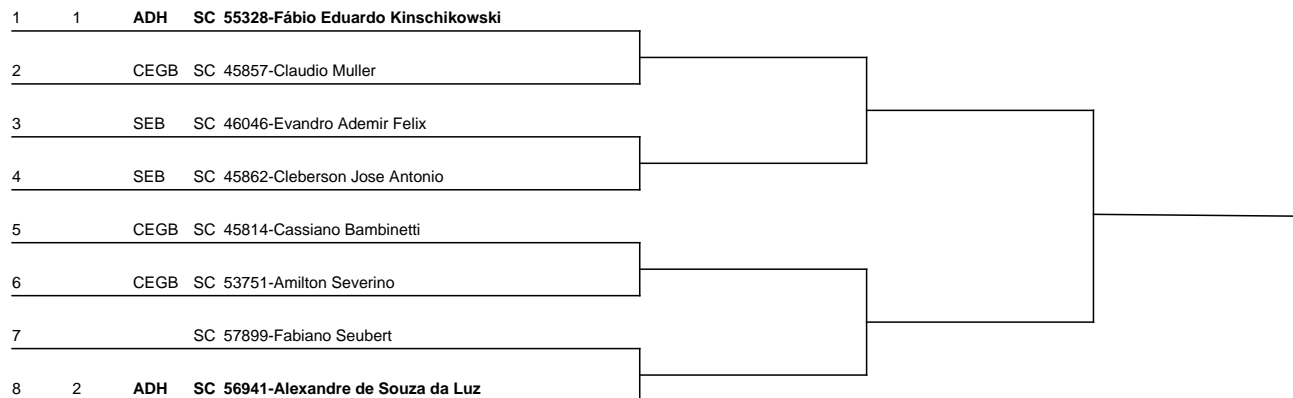 1 1 ADH SC 55328-Fábio Eduardo Kinschikowski
2 CEGB SC 45857-Claudio Muller
3 SEB SC 46046-Evandro Ademir Felix
4 SEB SC 45862-Cleberson Jose Antonio
5 CEGB SC 45814-Cassiano Bambinetti
6 CEGB SC 53751-Amilton Severino
7 SC 57899-Fabiano Seubert
8 2 ADH SC 56941-Alexandre de Souza da Luz